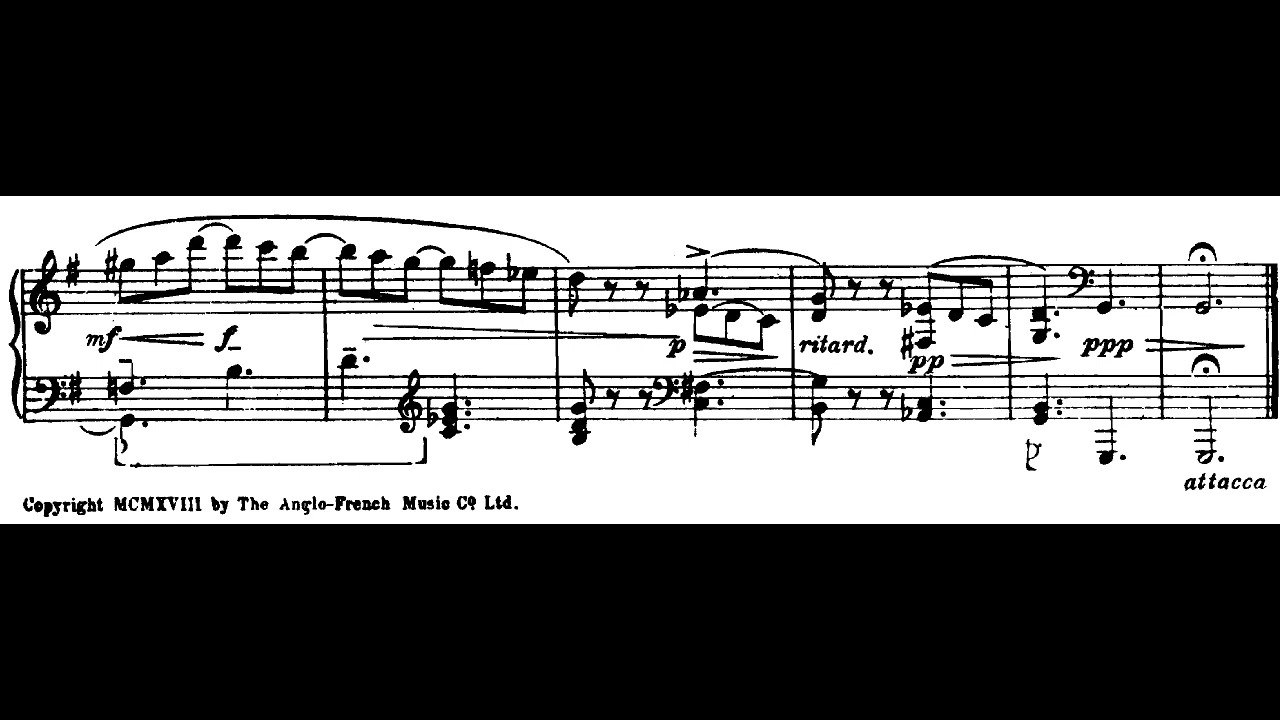 mf f p ritard. pp ppp
attacca
Copyright MCMXVIII by The Anglo-French Music Co Ltd.